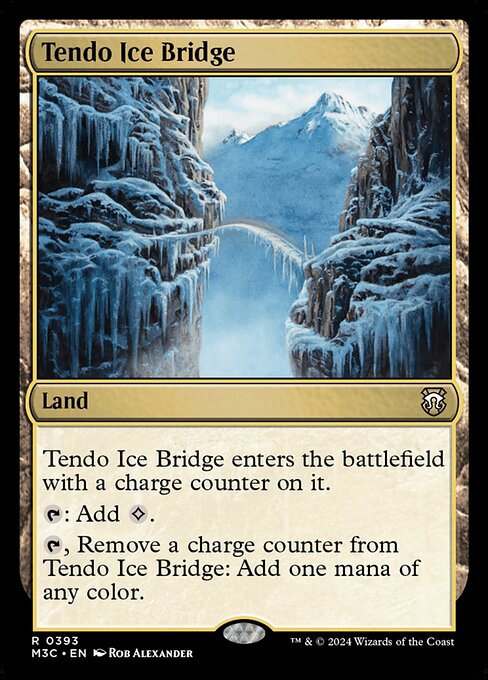 Tendo Ice Bridge
Land
Tendo Ice Bridge enters the battlefield
with a charge counter on it.
: Add .
, Remove a charge counter from
Tendo Ice Bridge: Add one mana of
any color.
R 0393
M3C • EN Rob Alexander
™ & © 2024 Wizards of the Coast